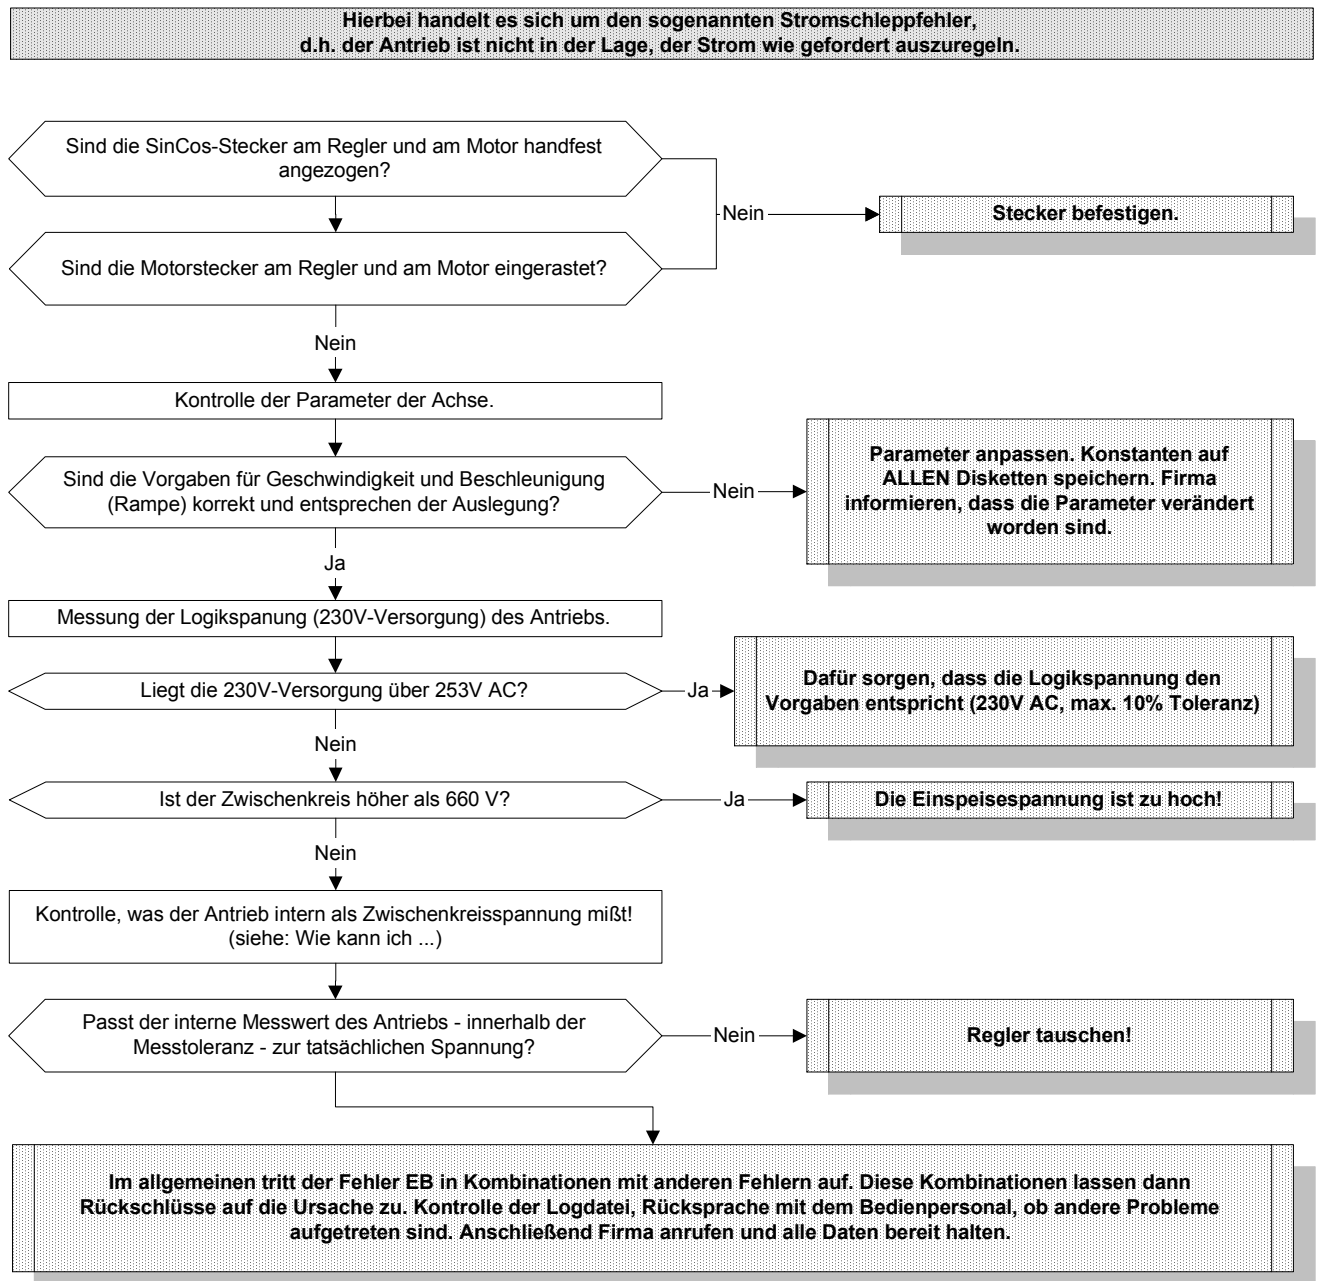 Hierbei handelt es sich um den sogenannten Stromschleppfehler,
d.h. der Antrieb ist nicht in der Lage, der Strom wie gefordert auszuregeln.
Sind die SinCos-Stecker am Regler und am Motor handfest
angezogen?
Nein
Stecker befestigen.
Sind die Motorstecker am Regler und am Motor eingerastet?
Nein
Kontrolle der Parameter der Achse.
Sind die Vorgaben für Geschwindigkeit und Beschleunigung
(Rampe) korrekt und entsprechen der Auslegung?
Nein
Parameter anpassen. Konstanten auf
ALLEN Disketten speichern. Firma
informieren, dass die Parameter verändert
worden sind.
Ja
Messung der Logikspanung (230V-Versorgung) des Antriebs.
Liegt die 230V-Versorgung über 253V AC?
Ja
Dafür sorgen, dass die Logikspannung den
Vorgaben entspricht (230V AC, max. 10% Toleranz)
Nein
Ist der Zwischenkreis höher als 660 V?
Ja
Die Einspeisespannung ist zu hoch!
Nein
Kontrolle, was der Antrieb intern als Zwischenkreisspannung mißt!
(siehe: Wie kann ich ...)
Passt der interne Messwert des Antriebs - innerhalb der
Messtoleranz - zur tatsächlichen Spannung?
Nein
Regler tauschen!
Im allgemeinen tritt der Fehler EB in Kombinationen mit anderen Fehlern auf. Diese Kombinationen lassen dann
Rückschlüsse auf die Ursache zu. Kontrolle der Logdatei, Rücksprache mit dem Bedienpersonal, ob andere Probleme
aufgetreten sind. Anschließend Firma anrufen und alle Daten bereit halten.